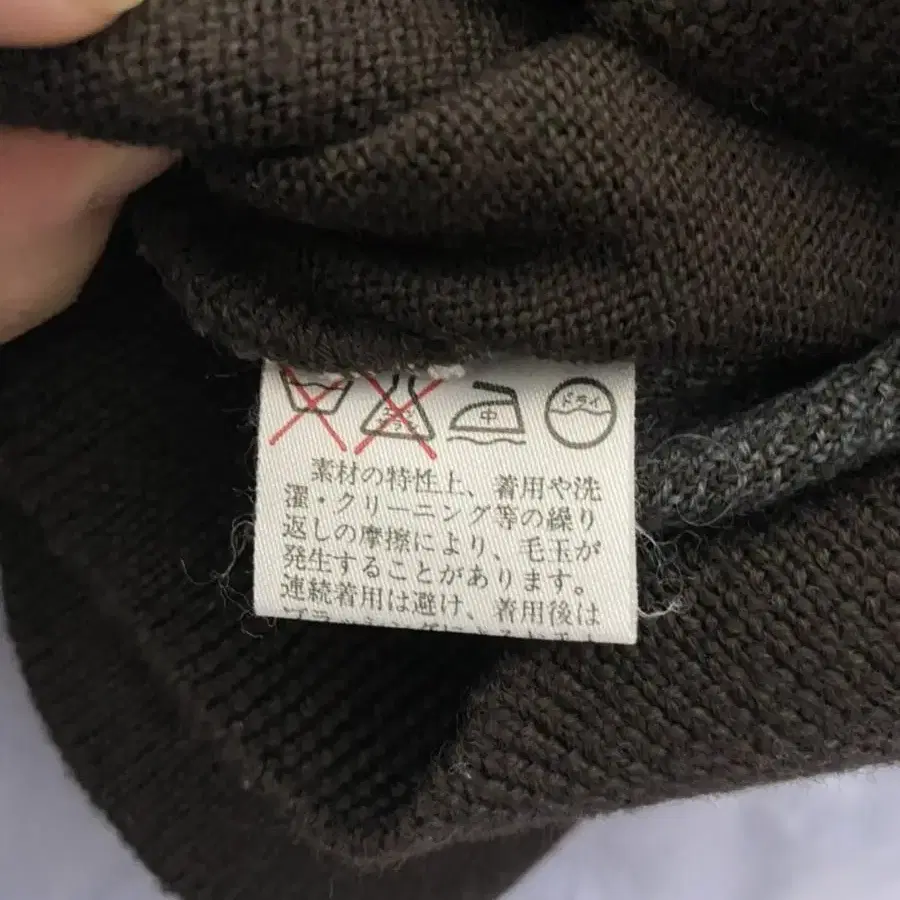 中 ドライ
素材の特性上、着用や洗
濯・クリーニング等の繰り
返しの摩擦により、毛玉が
発生することがあります。
連続着用は避け、着用後は